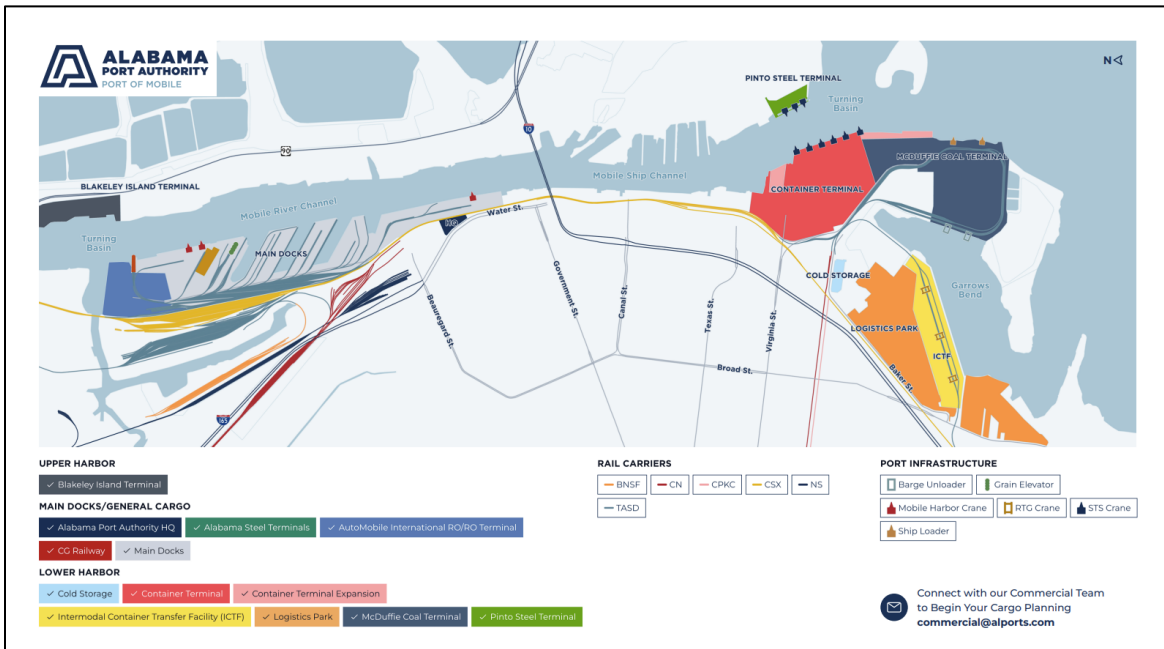 ALABAMA
PORT AUTHORITY
PORT OF MOBILE
N
PINTO STEEL TERMINAL
Turning
Basin
10
90
MCDUFFIE COAL TERMINAL
BLAKELEY ISLAND TERMINAL
Mobile Ship Channel
CONTAINER TERMINAL
Mobile River Channel
Water St.
HQ
Turning
Basin
MAIN DOCKS
COLD STORAGE
Garrows
Bend
Beauregard St.
Government St.
Canal St.
Texas St.
Virginia St.
LOGISTICS PARK
ICTF
Broad St.
Baker St.
165
UPPER HARBOR
✓ Blakeley Island Terminal
MAIN DOCKS/GENERAL CARGO
✓ Alabama Port Authority HQ
✓ Alabama Steel Terminals
✓ AutoMobile International RO/RO Terminal
✓ CG Railway
✓ Main Docks
LOWER HARBOR
✓ Cold Storage
✓ Container Terminal
✓ Container Terminal Expansion
✓ Intermodal Container Transfer Facility (ICTF)
✓ Logistics Park
✓ McDuffie Coal Terminal
✓ Pinto Steel Terminal
RAIL CARRIERS
BNSF
CN
CPKC
CSX
NS
TASD
PORT INFRASTRUCTURE
Barge Unloader
Grain Elevator
Mobile Harbor Crane
RTG Crane
STS Crane
Ship Loader
Connect with our Commercial Team
to Begin Your Cargo Planning
commercial@alports.com